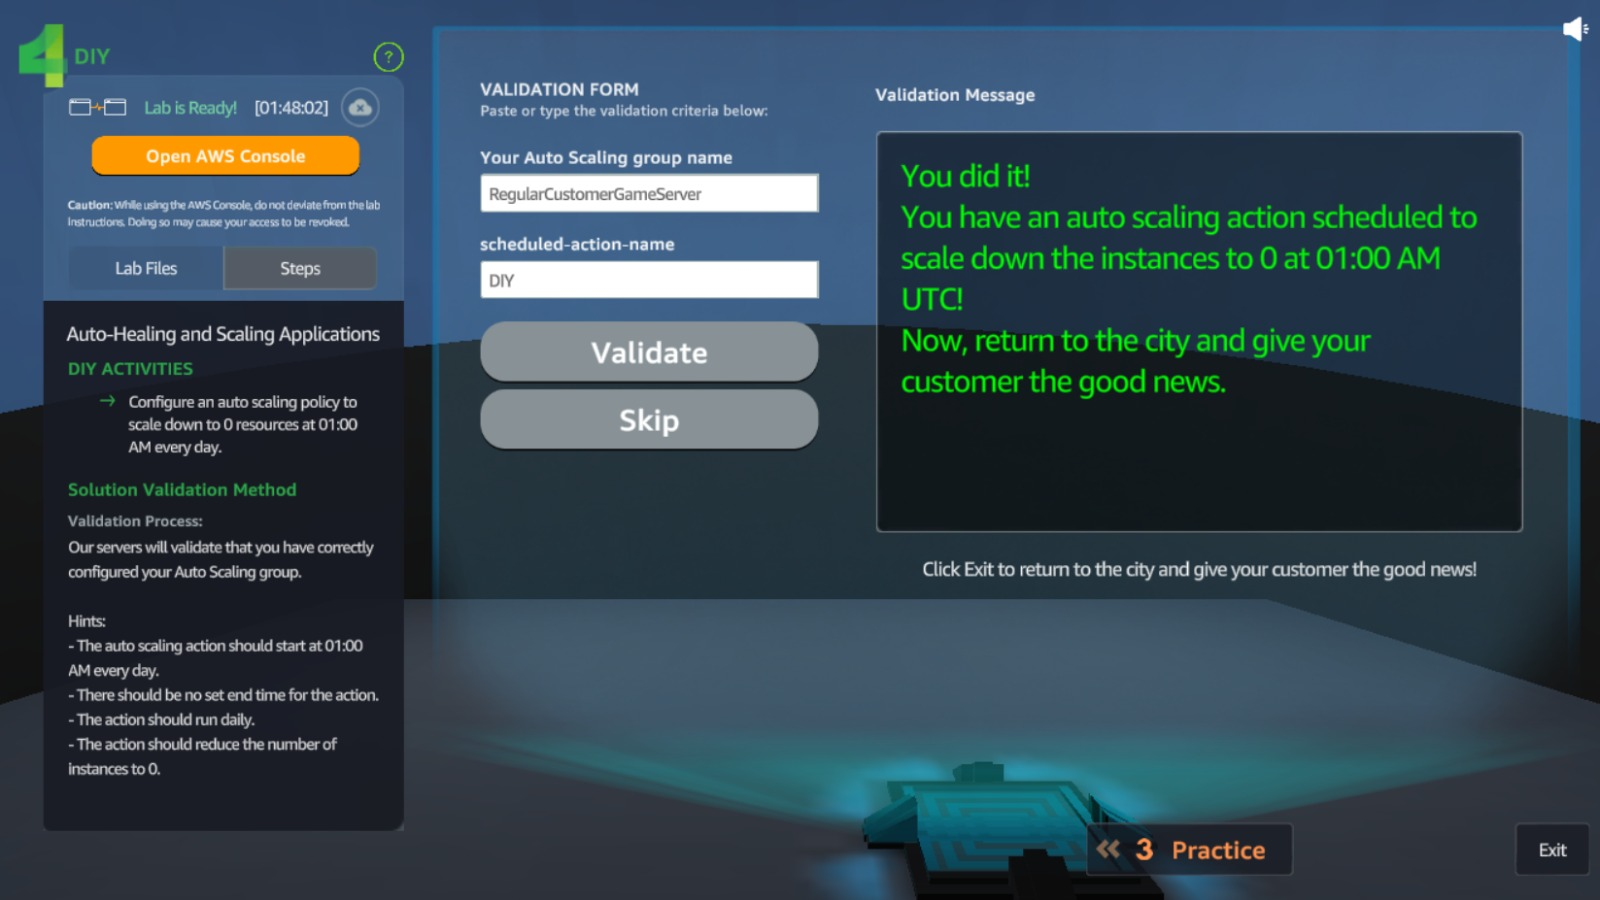 4 DIY
?
Lab is Ready! [01:48:02]
Open AWS Console
Caution: While using the AWS Console, do not deviate from the lab
instructions. Doing so may cause your access to be revoked.
Lab Files
Steps
Auto-Healing and Scaling Applications
DIY ACTIVITIES
→ Configure an auto scaling policy to
scale down to 0 resources at 01:00
AM every day.
Solution Validation Method
Validation Process:
Our servers will validate that you have correctly
configured your Auto Scaling group.
Hints:
- The auto scaling action should start at 01:00
AM every day.
- There should be no set end time for the action.
- The action should run daily.
- The action should reduce the number of
instances to 0.
VALIDATION FORM
Paste or type the validation criteria below:
Your Auto Scaling group name
RegularCustomerGameServer
scheduled-action-name
DIY
Validate
Skip
Validation Message
You did it!
You have an auto scaling action scheduled to
scale down the instances to 0 at 01:00 AM
UTC!
Now, return to the city and give your
customer the good news.
Click Exit to return to the city and give your customer the good news!
« 3 Practice
Exit